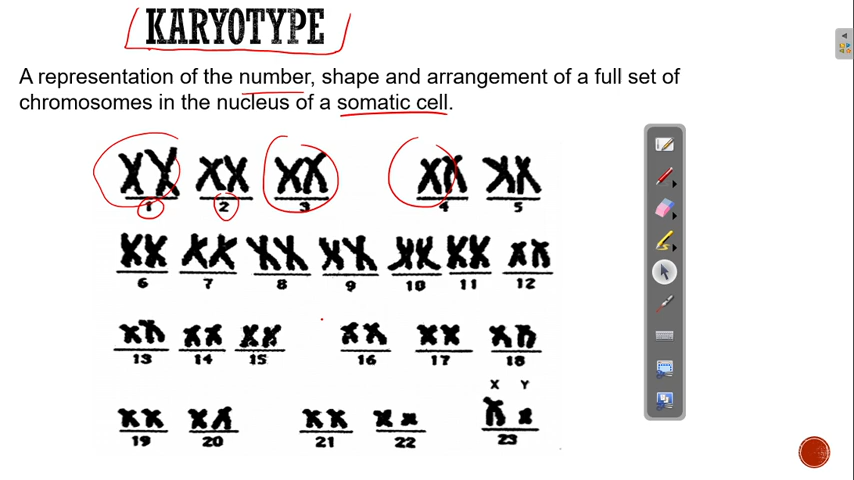 KARYOTYPE
A representation of the number, shape and arrangement of a full set of
chromosomes in the nucleus of a somatic cell.
1 2 3 4 5
6 7 8 9 10 11 12
13 14 15 16 17 18
X Y
19 20 21 22 23